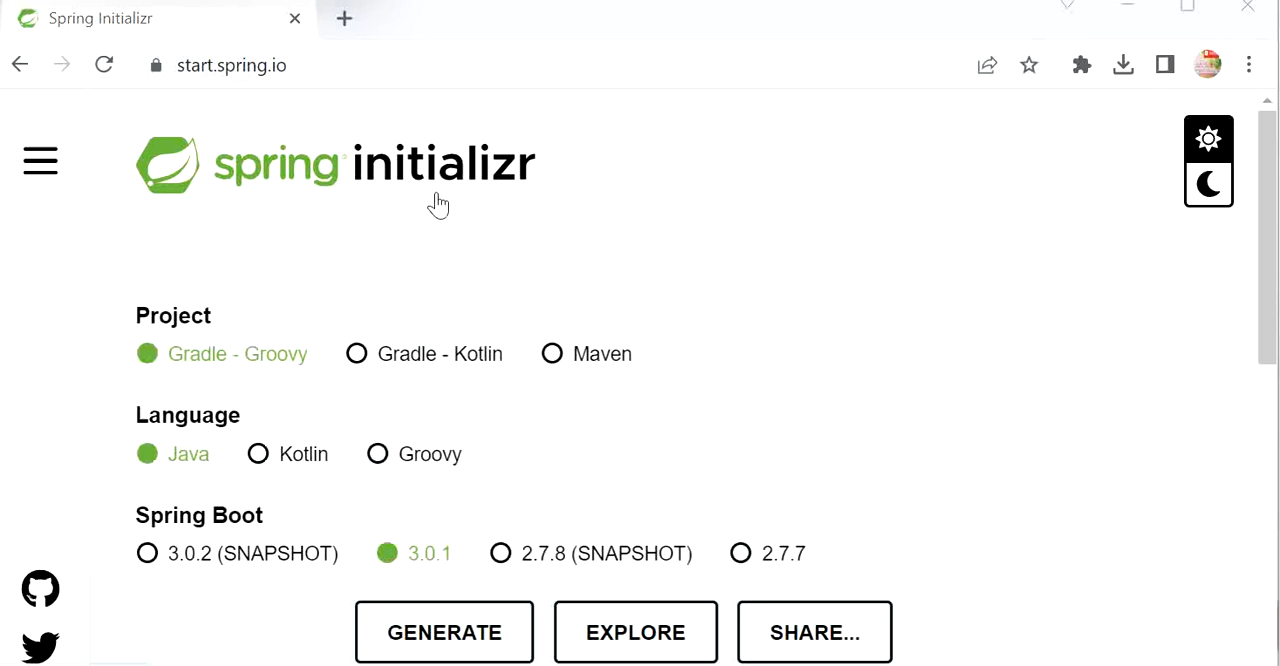 Spring Initializr
start.spring.io
spring initializr
Project
Gradle - Groovy Gradle - Kotlin Maven
Language
Java Kotlin Groovy
Spring Boot
3.0.2 (SNAPSHOT) 3.0.1 2.7.8 (SNAPSHOT) 2.7.7
GENERATE EXPLORE SHARE...